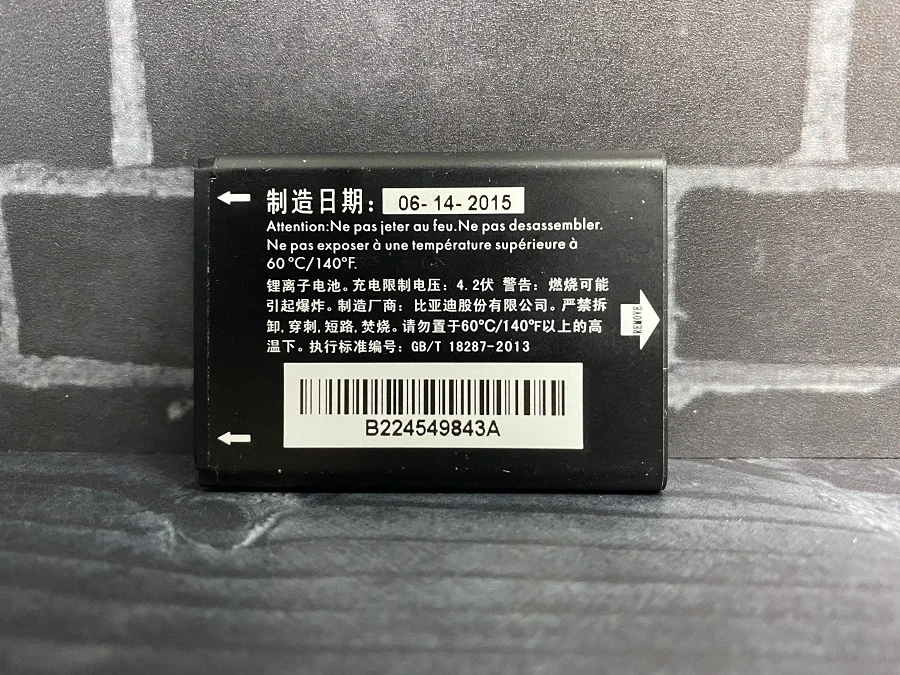 制造日期: 06- 14- 2015
Attention:Ne pas jeter au feu.Ne pas desassembler.
Ne pas exposer à une température supérieure à
60 °C/140°F.
锂离子电池。充电限制电压: 4.2伏 警告: 燃烧可能
引起爆炸。制造厂商: 比亚迪股份有限公司。严禁拆
卸,穿刺,短路,焚烧。请勿置于60°C/140°F以上的高
温下。执行标准编号: GB/T 18287-2013
REMOVE
B224549843A